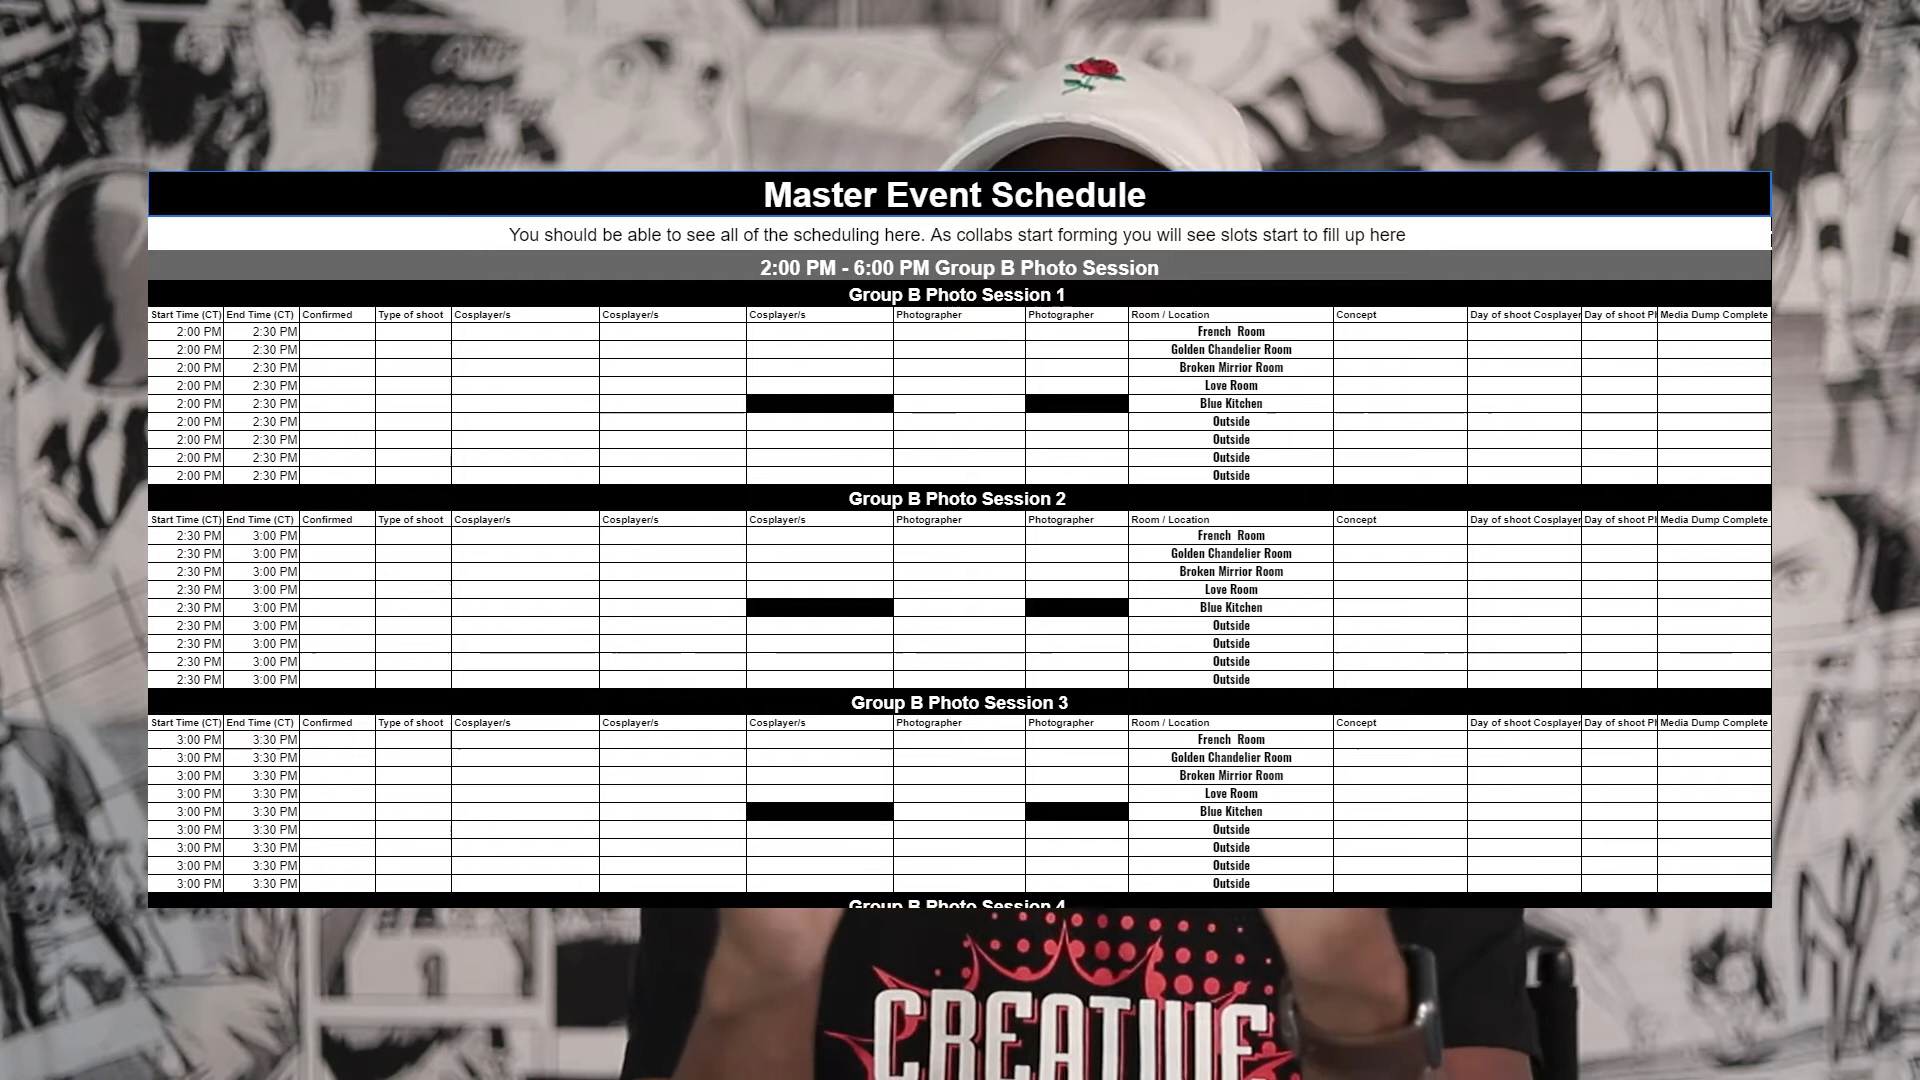 Master Event Schedule
You should be able to see all of the scheduling here. As collabs start forming you will see slots start to fill up here
2:00 PM - 6:00 PM Group B Photo Session
Group B Photo Session 1
Start Time (CT) End Time (CT) Confirmed Type of shoot Cosplayer/s Cosplayer/s Cosplayer/s Photographer Photographer Room / Location Concept Day of shoot Cosplayer Day of shoot Pl Media Dump Complete
2:00 PM 2:30 PM French Room
2:00 PM 2:30 PM Golden Chandelier Room
2:00 PM 2:30 PM Broken Mirrior Room
2:00 PM 2:30 PM Love Room
2:00 PM 2:30 PM Blue Kitchen
2:00 PM 2:30 PM Outside
2:00 PM 2:30 PM Outside
2:00 PM 2:30 PM Outside
2:00 PM 2:30 PM Outside
Group B Photo Session 2
Start Time (CT) End Time (CT) Confirmed Type of shoot Cosplayer/s Cosplayer/s Cosplayer/s Photographer Photographer Room / Location Concept Day of shoot Cosplayer Day of shoot Pl Media Dump Complete
2:30 PM 3:00 PM French Room
2:30 PM 3:00 PM Golden Chandelier Room
2:30 PM 3:00 PM Broken Mirrior Room
2:30 PM 3:00 PM Love Room
2:30 PM 3:00 PM Blue Kitchen
2:30 PM 3:00 PM Outside
2:30 PM 3:00 PM Outside
2:30 PM 3:00 PM Outside
2:30 PM 3:00 PM Outside
Group B Photo Session 3
Start Time (CT) End Time (CT) Confirmed Type of shoot Cosplayer/s Cosplayer/s Cosplayer/s Photographer Photographer Room / Location Concept Day of shoot Cosplayer Day of shoot Pl Media Dump Complete
3:00 PM 3:30 PM French Room
3:00 PM 3:30 PM Golden Chandelier Room
3:00 PM 3:30 PM Broken Mirrior Room
3:00 PM 3:30 PM Love Room
3:00 PM 3:30 PM Blue Kitchen
3:00 PM 3:30 PM Outside
3:00 PM 3:30 PM Outside
3:00 PM 3:30 PM Outside
3:00 PM 3:30 PM Outside
Group B Photo Session 4
CREATIVE